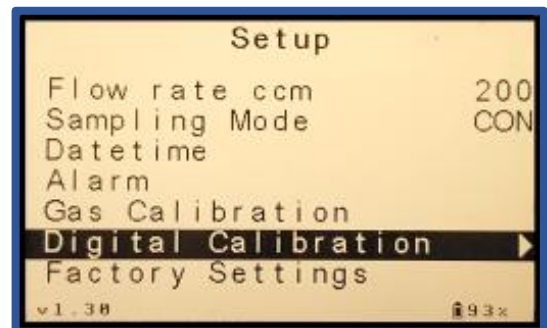 Setup
Flow rate ccm 200
Sampling Mode CON
Datetime
Alarm
Gas Calibration
Digital Calibration
Factory Settings
v1.30 93%